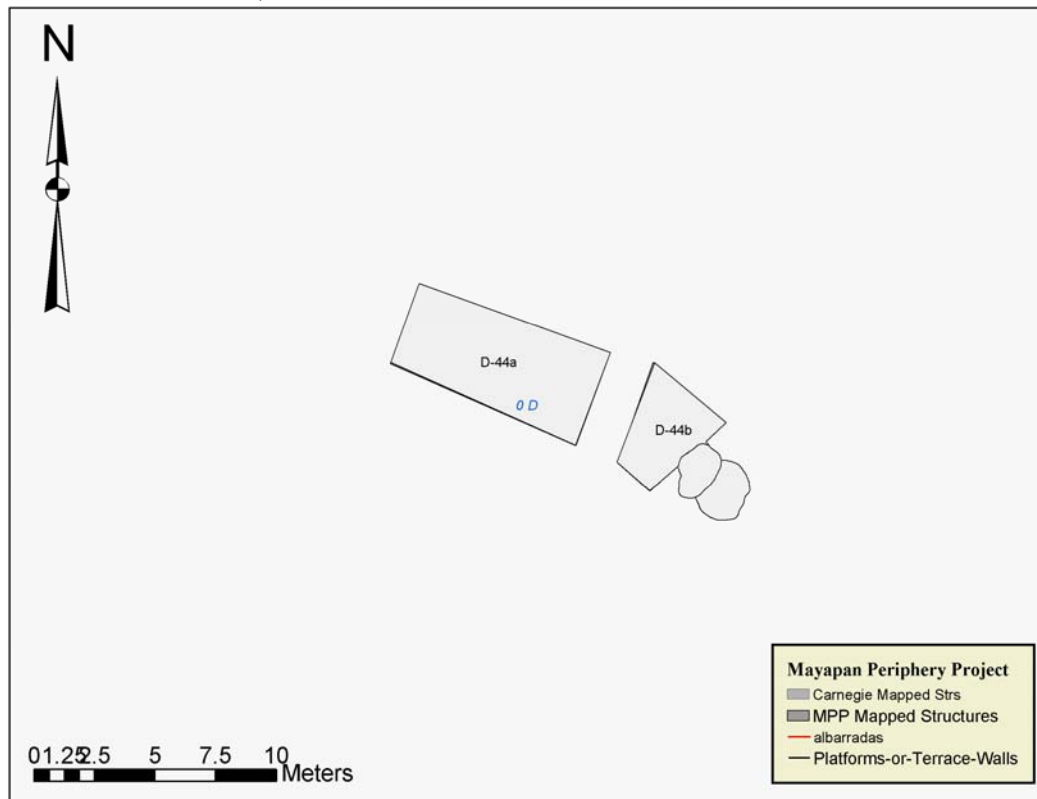 N
D-44a
0 D
D-44b
01.252.5 5 7.5 10
Meters
Mayapan Periphery Project
Carnegie Mapped Strs
MPP Mapped Structures
albarradas
Platforms-or-Terrace-Walls